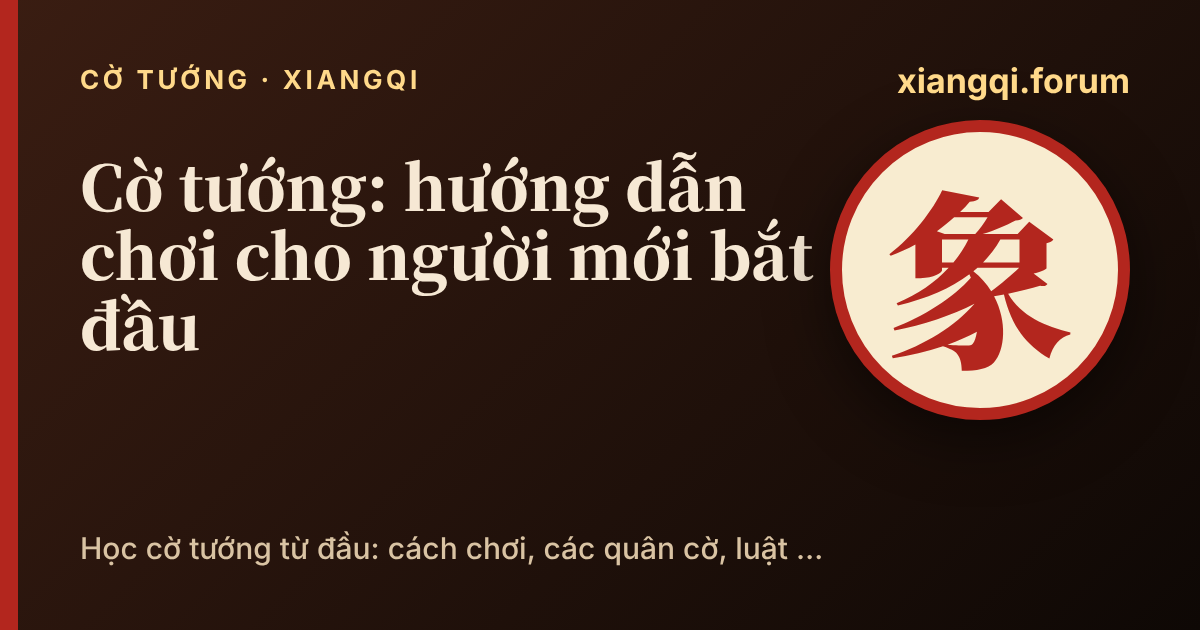 CỜ TƯỚNG · XIANGQI
xiangqi.forum
Cờ tướng: hướng dẫn
chơi cho người mới bắt
đầu
象
Học cờ tướng từ đầu: cách chơi, các quân cờ, luật ...